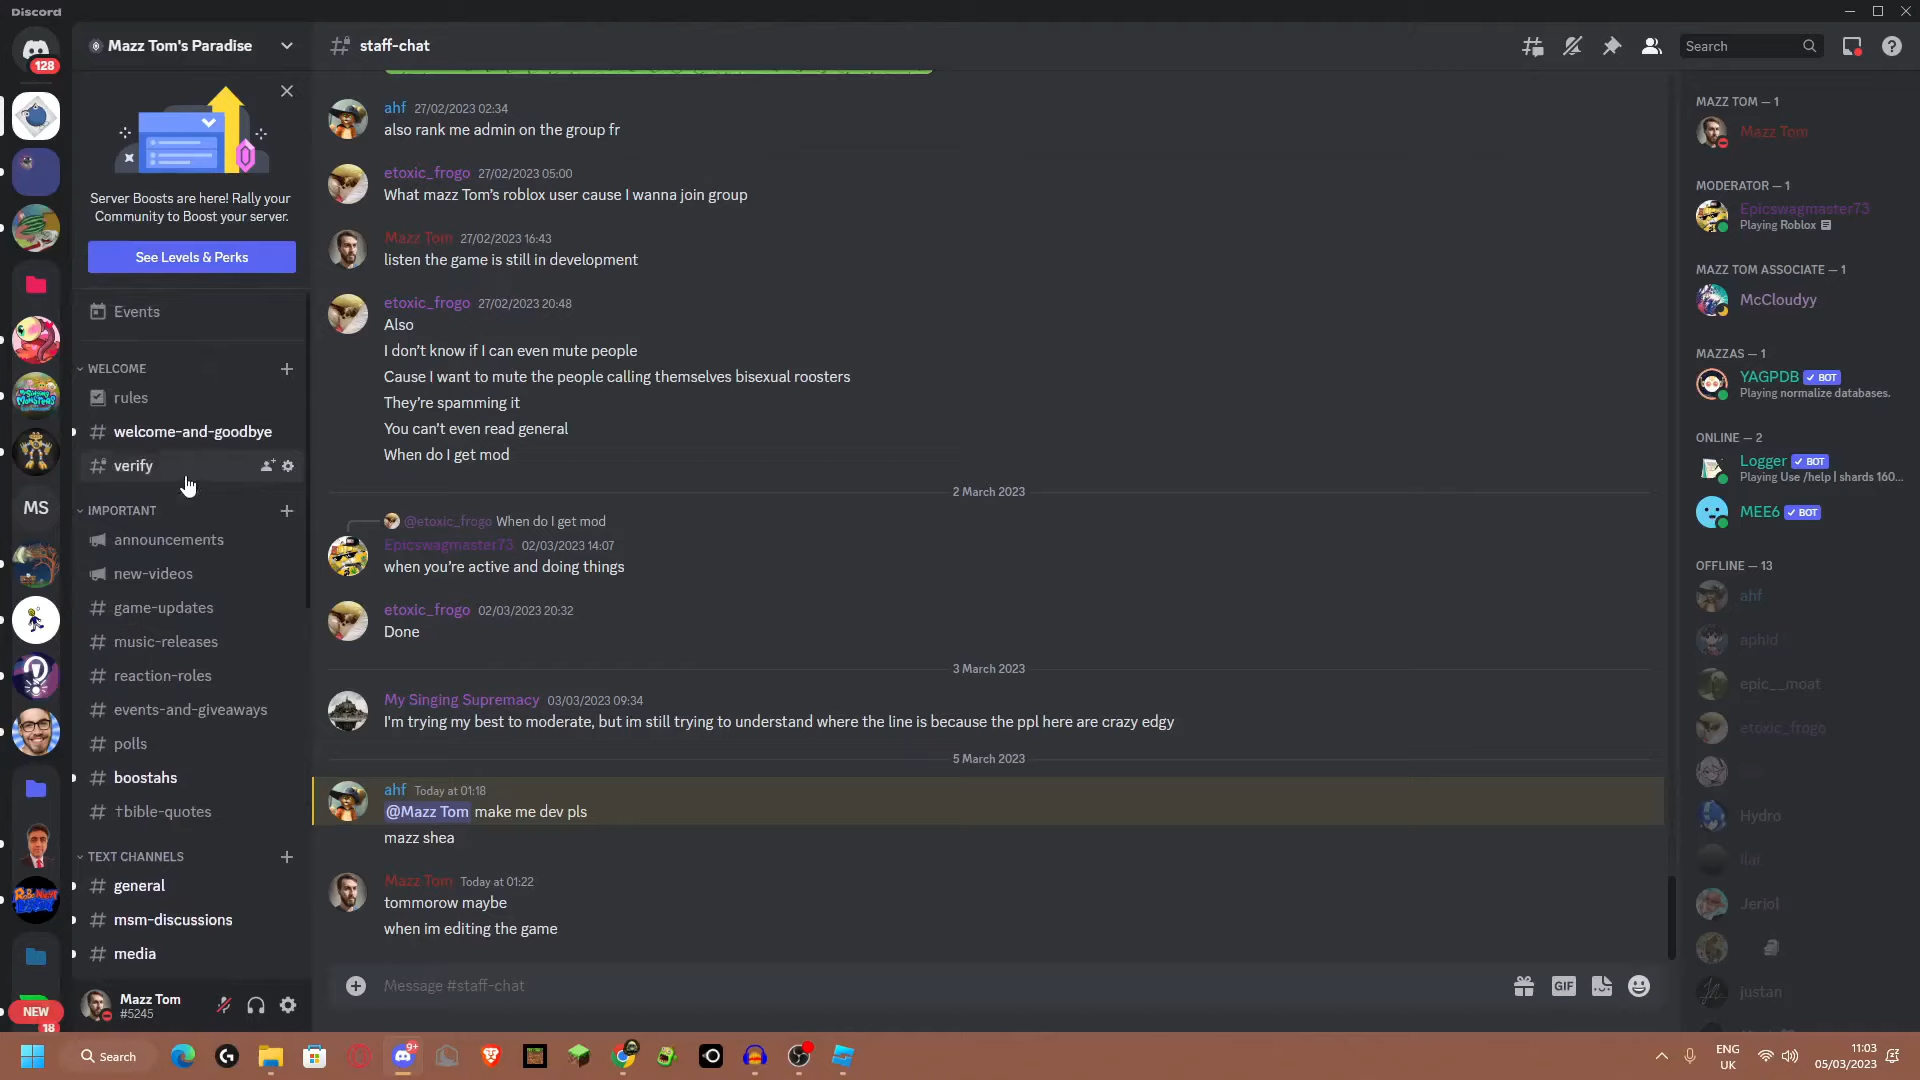 Discord
128
Mazz Tom's Paradise
staff-chat
Search
Server Boosts are here! Rally your
Community to Boost your server.
See Levels & Perks
Events
WELCOME
rules
welcome-and-goodbye
verify
IMPORTANT
announcements
new-videos
game-updates
music-releases
reaction-roles
events-and-giveaways
polls
boostahs
†bible-quotes
TEXT CHANNELS
general
msm-discussions
media
MS
NEW
18
Mazz Tom
#5245
ahf 27/02/2023 02:34
also rank me admin on the group fr
etoxic_frogo 27/02/2023 05:00
What mazz Tom's roblox user cause I wanna join group
Mazz Tom 27/02/2023 16:43
listen the game is still in development
etoxic_frogo 27/02/2023 20:48
Also
I don't know if I can even mute people
Cause I want to mute the people calling themselves bisexual roosters
They're spamming it
You can't even read general
When do I get mod
2 March 2023
@etoxic_frogo When do I get mod
Epicswagmaster73 02/03/2023 14:07
when you're active and doing things
etoxic_frogo 02/03/2023 20:32
Done
3 March 2023
My Singing Supremacy 03/03/2023 09:34
I'm trying my best to moderate, but im still trying to understand where the line is because the ppl here are crazy edgy
5 March 2023
ahf Today at 01:18
@Mazz Tom make me dev pls
mazz shea
Mazz Tom Today at 01:22
tommorow maybe
when im editing the game
Message #staff-chat
GIF
MAZZ TOM — 1
Mazz Tom
MODERATOR — 1
Epicswagmaster73
Playing Roblox
MAZZ TOM ASSOCIATE — 1
McCloudyy
MAZZAS — 1
YAGPDB ✓ BOT
Playing normalize databases.
ONLINE — 2
Logger ✓ BOT
Playing Use /help | shards 160...
MEE6 ✓ BOT
OFFLINE — 13
ahf
aphid
epic__moat
etoxic_frogo
Hydro
ilai
Jeriol
justan
Search
9+
ENG
UK
11:03
05/03/2023